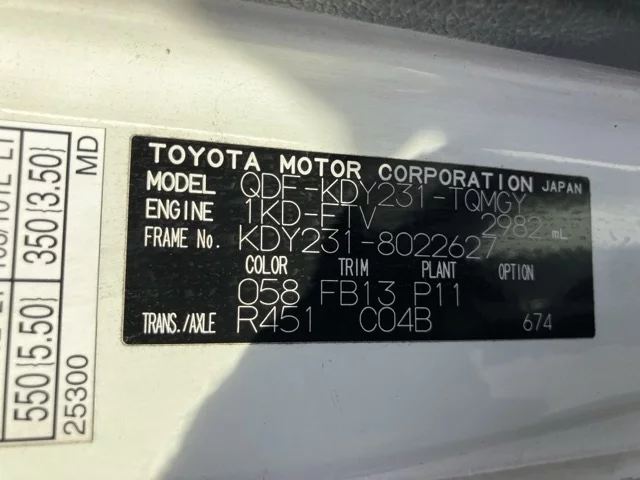 TOYOTA MOTOR CORPORATION JAPAN
MODEL QDF-KDY231-TQMGY
ENGINE 1KD-FTV 2982 mL
FRAME No. KDY231-8022627
COLOR TRIM PLANT OPTION
058 FB13 P11
TRANS./AXLE R451 C04B 674
550{5.50} 350{3.50}
25300 MD